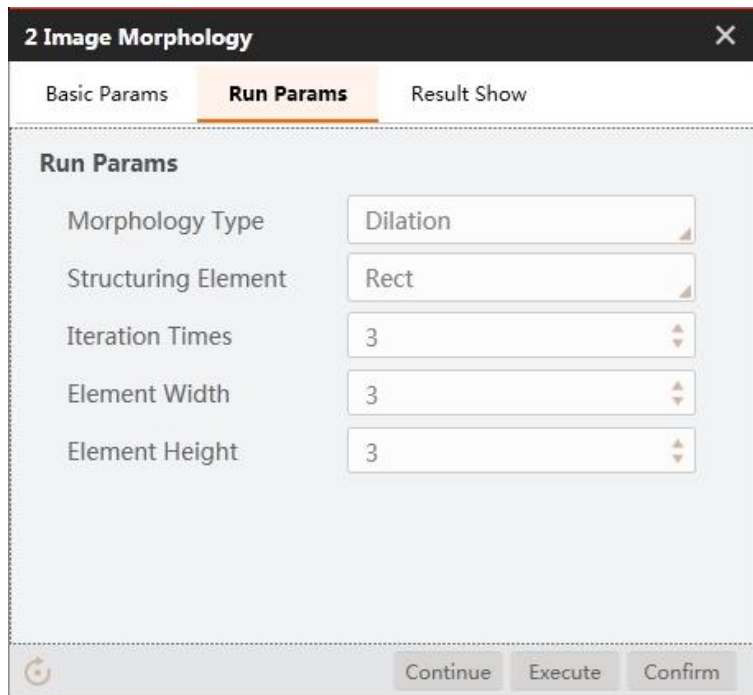 2 Image Morphology
Basic Params Run Params Result Show
Run Params
Morphology Type Dilation
Structuring Element Rect
Iteration Times 3
Element Width 3
Element Height 3
Continue Execute Confirm